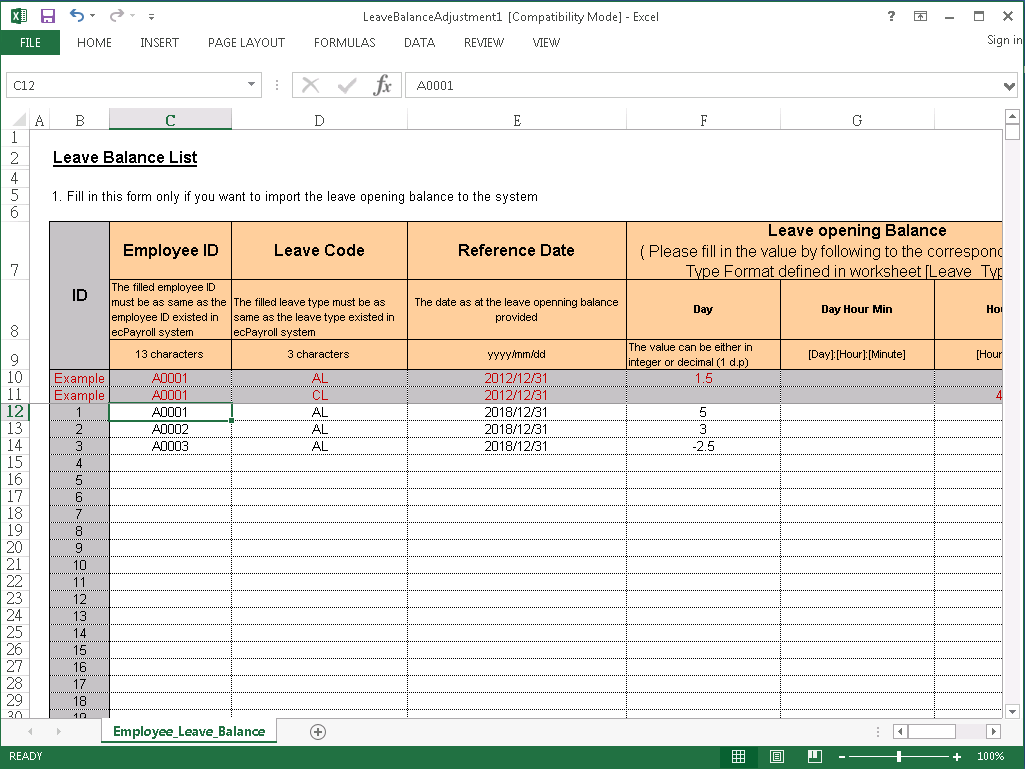 LeaveBalanceAdjustment1 [Compatibility Mode] - Excel
?
FILE HOME INSERT PAGE LAYOUT FORMULAS DATA REVIEW VIEW Sign in
C12 fx A0001
A B C D E F G
1
2 Leave Balance List
4
5 1. Fill in this form only if you want to import the leave opening balance to the system
6
7 ID Employee ID Leave Code Reference Date Leave opening Balance
( Please fill in the value by following to the correspond
Type Format defined in worksheet [Leave_Typ
8 The filled employee ID
must be as same as the
employee ID existed in
ecPayroll system
The filled leave type must be as
same as the leave type existed in
ecPayroll system
The date as at the leave openning balance
provided
Day Day Hour Min Hou
9 13 characters 3 characters yyyy/mm/dd The value can be either in
integer or decimal (1 d.p)
[Day]:[Hour]:[Minute] [Hour
10 Example A0001 AL 2012/12/31 1.5
11 Example A0001 CL 2012/12/31 4
12 1 A0001 AL 2018/12/31 5
13 2 A0002 AL 2018/12/31 3
14 3 A0003 AL 2018/12/31 -2.5
15 4
16 5
17 6
18 7
19 8
20 9
21 10
22 11
23 12
24 13
25 14
26 15
27 16
28 17
29 18
30 19
Employee_Leave_Balance
READY 100%